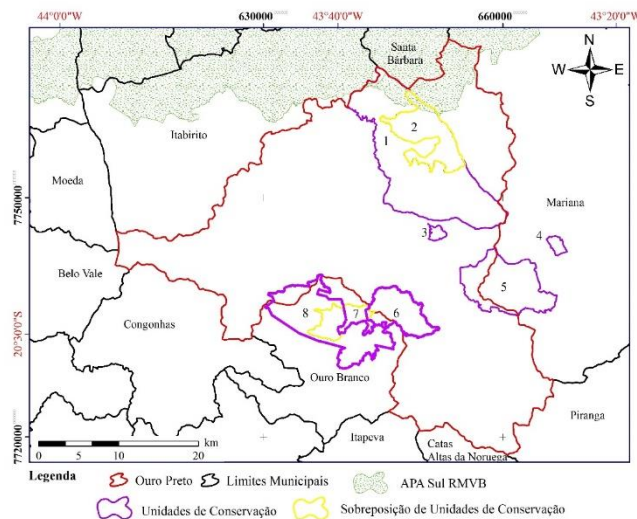 44°0'0"W
630000
43°40'0"W
660000
43°20'0"W
Santa
Bárbara
N
W E
S
Itabirito
1
2
Moeda
7750000
Mariana
3
4
Belo Vale
5
Congonhas
8
7
6
20°30'0"S
Ouro Branco
Piranga
7720000
km
0 5 10 20
Itapeva
Catas
Altas da Noruega
Legenda
Ouro Preto Limites Municipais APA Sul RMVB
Unidades de Conservação Sobreposição de Unidades de Conservação